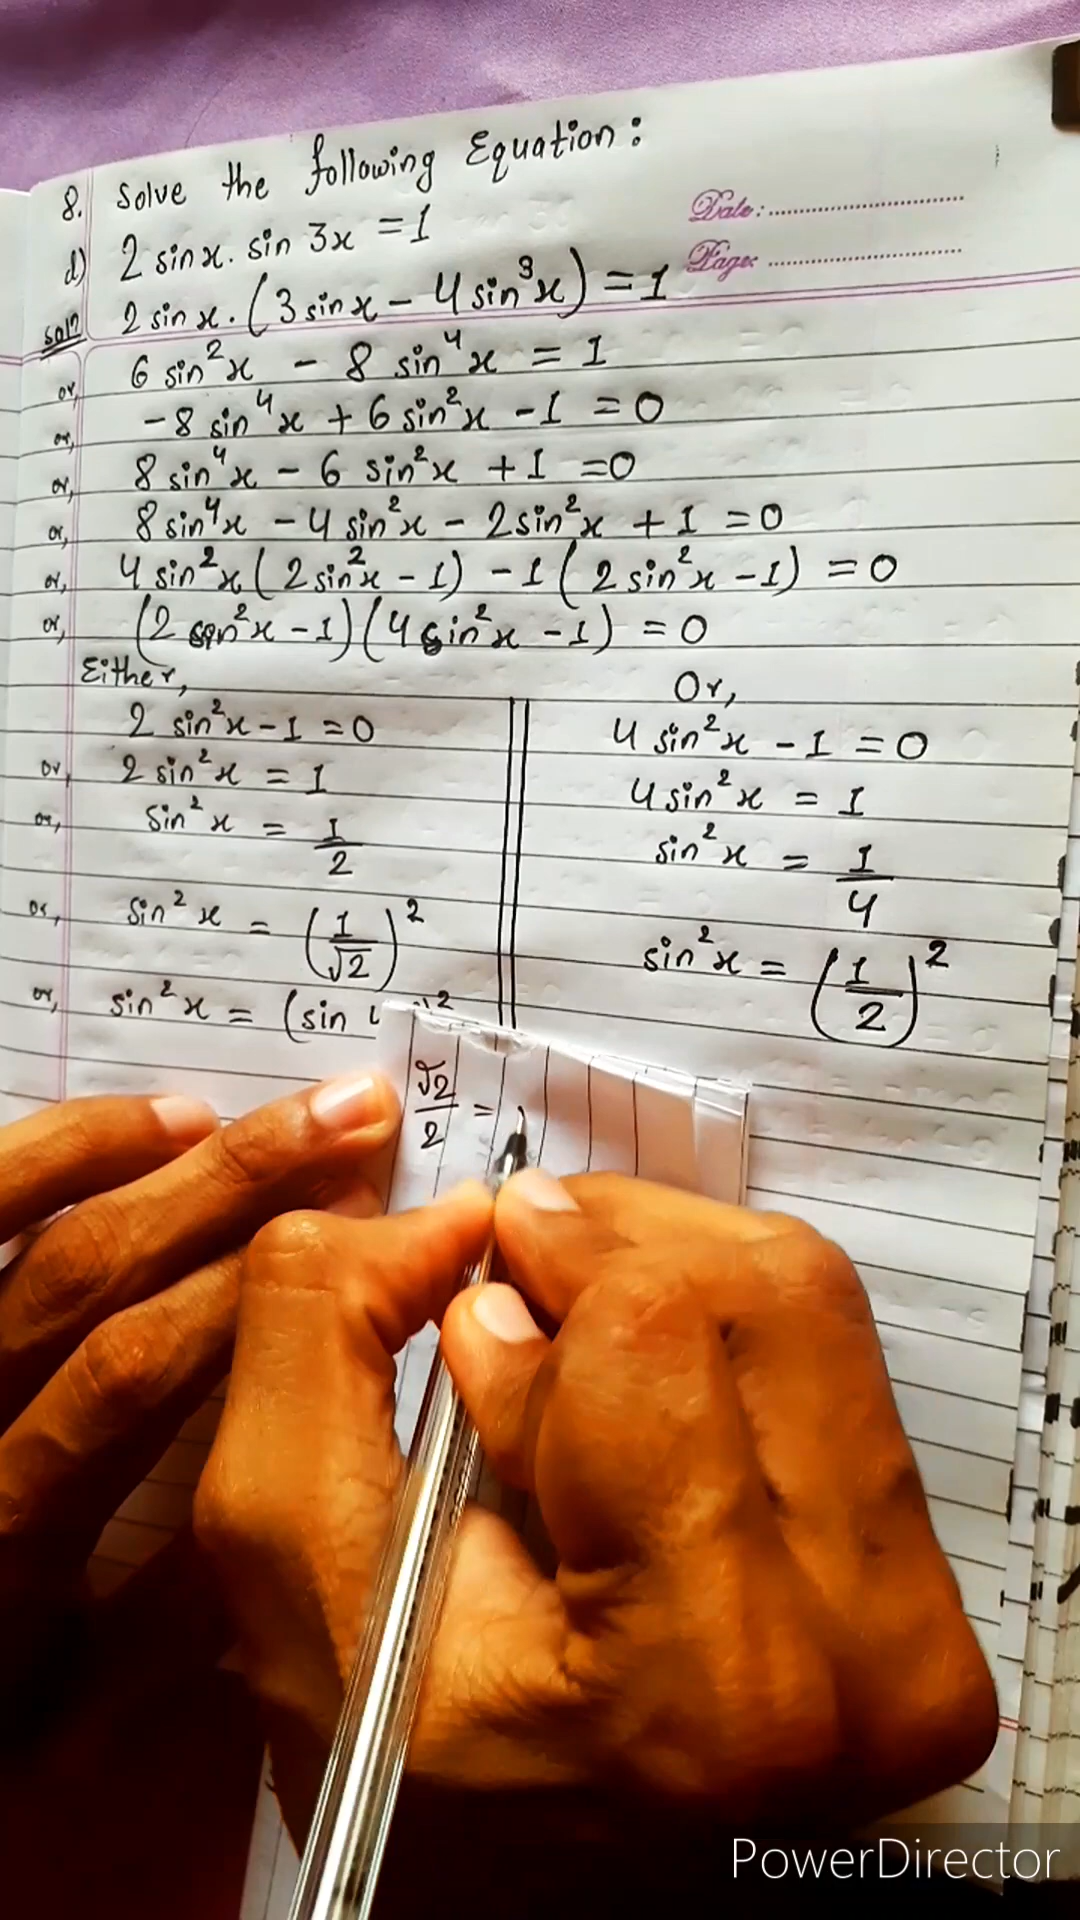 8. Solve the following Equation:
d) 2 sin x. sin 3x = 1
Date:
Page:
soln 2 sin x. (3 sin x - 4 sin³x) = 1
or, 6 sin²x - 8 sin⁴x = 1
or, -8 sin⁴x + 6 sin²x - 1 = 0
or, 8 sin⁴x - 6 sin²x + 1 = 0
or, 8 sin⁴x - 4 sin²x - 2 sin²x + 1 = 0
or, 4 sin²x (2 sin²x - 1) - 1 (2 sin²x - 1) = 0
or, (2 sin²x - 1)(4 sin²x - 1) = 0
Either,
2 sin²x - 1 = 0
or, 2 sin²x = 1
or, sin²x = 1/2
or, sin²x = (1/√2)²
or, sin²x = (sin )²
Or,
4 sin²x - 1 = 0
4 sin²x = 1
sin²x = 1/4
sin²x = (1/2)²
√2/2 =
PowerDirector